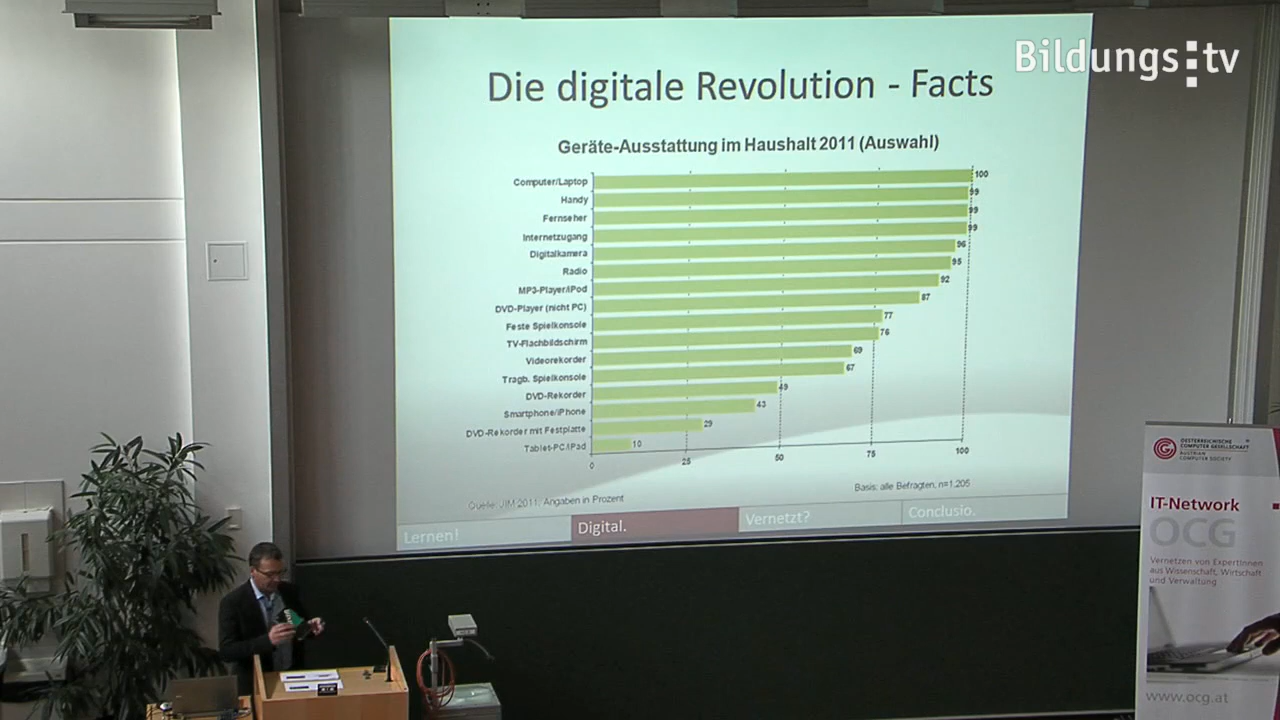 Bildungs:tv
Die digitale Revolution - Facts
Geräte-Ausstattung im Haushalt 2011 (Auswahl)
Computer/Laptop 100
Handy 99
Fernseher 99
Internetzugang 99
Digitalkamera 96
Radio 95
MP3-Player/iPod 92
DVD-Player (nicht PC) 87
Feste Spielkonsole 77
TV-Flachbildschirm 76
Videorekorder 69
Tragb. Spielkonsole 67
DVD-Rekorder 49
Smartphone/iPhone 43
DVD-Rekorder mit Festplatte 29
Tablet-PC/iPad 10
0 25 50 75 100
Quelle: JIM 2011, Angaben in Prozent
Basis: alle Befragten, n=1.205
Lernen! Digital. Vernetzt? Conclusio.
OESTERREICHISCHE
COMPUTER GESELLSCHAFT
AUSTRIAN
COMPUTER SOCIETY
IT-Network
OCG
Vernetzen von ExpertInnen
aus Wissenschaft, Wirtschaft
und Verwaltung
www.ocg.at